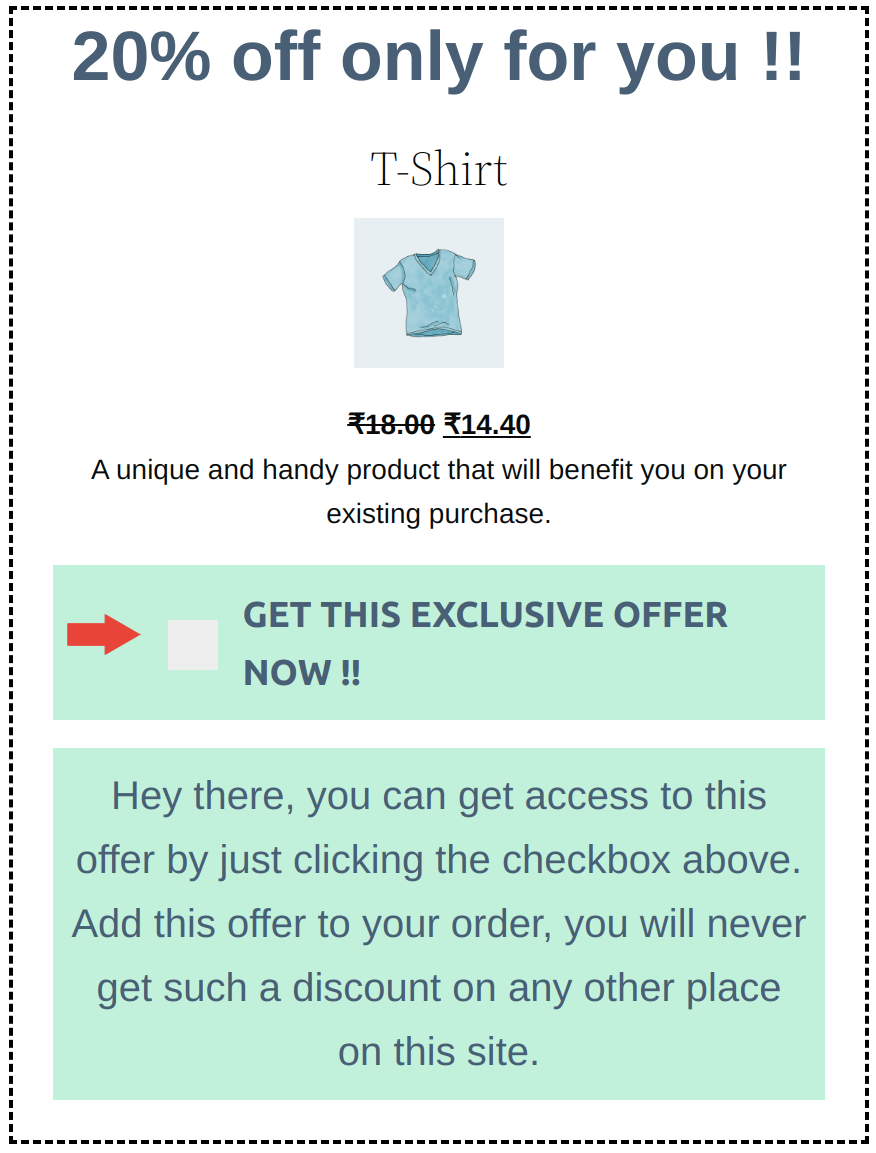 20% off only for you !!
T-Shirt
₹18.00 ₹14.40
A unique and handy product that will benefit you on your
existing purchase.
GET THIS EXCLUSIVE OFFER
NOW !!
Hey there, you can get access to this
offer by just clicking the checkbox above.
Add this offer to your order, you will never
get such a discount on any other place
on this site.